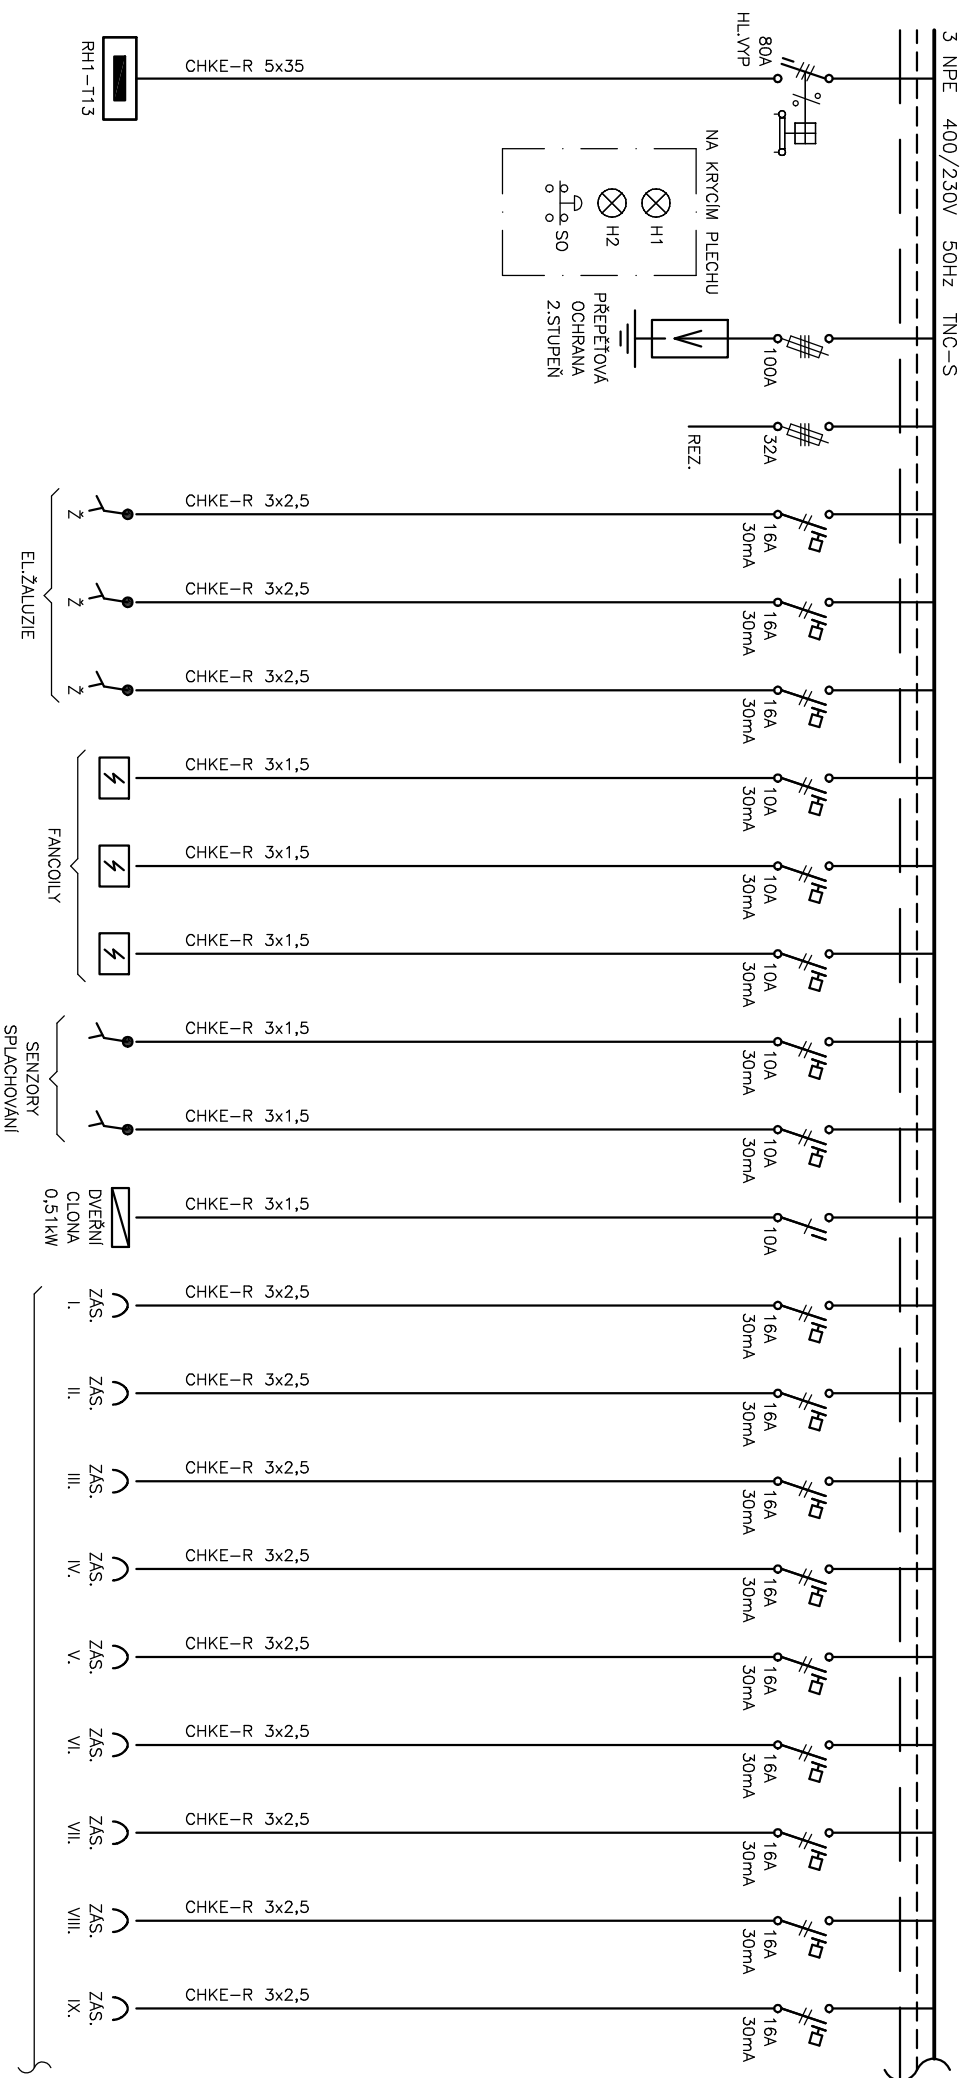 3 NPE 400/230V 50Hz TNC-S
80A
HL.VYP
CHKE-R 5x35
RH1-T13
NA KRYCÍM PLECHU
H1
H2
SO
100A
PŘEPĚŤOVÁ
OCHRANA
2.STUPEŇ
32A
REZ.
16A
30mA
CHKE-R 3x2,5
Ž
16A
30mA
CHKE-R 3x2,5
Ž
16A
30mA
CHKE-R 3x2,5
Ž
EL.ŽALUZIE
10A
30mA
CHKE-R 3x1,5
10A
30mA
CHKE-R 3x1,5
10A
30mA
CHKE-R 3x1,5
FANCOILY
10A
30mA
CHKE-R 3x1,5
10A
30mA
CHKE-R 3x1,5
SENZORY
SPLACHOVÁNÍ
10A
CHKE-R 3x1,5
DVEŘNÍ
CLONA
0,51kW
16A
30mA
CHKE-R 3x2,5
ZÁS.
I.
16A
30mA
CHKE-R 3x2,5
ZÁS.
II.
16A
30mA
CHKE-R 3x2,5
ZÁS.
III.
16A
30mA
CHKE-R 3x2,5
ZÁS.
IV.
16A
30mA
CHKE-R 3x2,5
ZÁS.
V.
16A
30mA
CHKE-R 3x2,5
ZÁS.
VI.
16A
30mA
CHKE-R 3x2,5
ZÁS.
VII.
16A
30mA
CHKE-R 3x2,5
ZÁS.
VIII.
16A
30mA
CHKE-R 3x2,5
ZÁS.
IX.